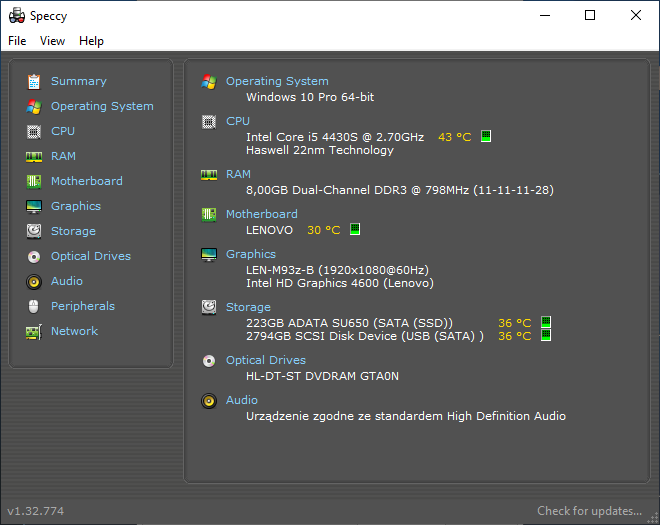 Speccy
File View Help
Summary
Operating System
CPU
RAM
Motherboard
Graphics
Storage
Optical Drives
Audio
Peripherals
Network
Operating System
Windows 10 Pro 64-bit
CPU
Intel Core i5 4430S @ 2.70GHz 43 °C
Haswell 22nm Technology
RAM
8,00GB Dual-Channel DDR3 @ 798MHz (11-11-11-28)
Motherboard
LENOVO 30 °C
Graphics
LEN-M93z-B (1920x1080@60Hz)
Intel HD Graphics 4600 (Lenovo)
Storage
223GB ADATA SU650 (SATA (SSD)) 36 °C
2794GB SCSI Disk Device (USB (SATA) ) 36 °C
Optical Drives
HL-DT-ST DVDRAM GTA0N
Audio
Urządzenie zgodne ze standardem High Definition Audio
v1.32.774
Check for updates...